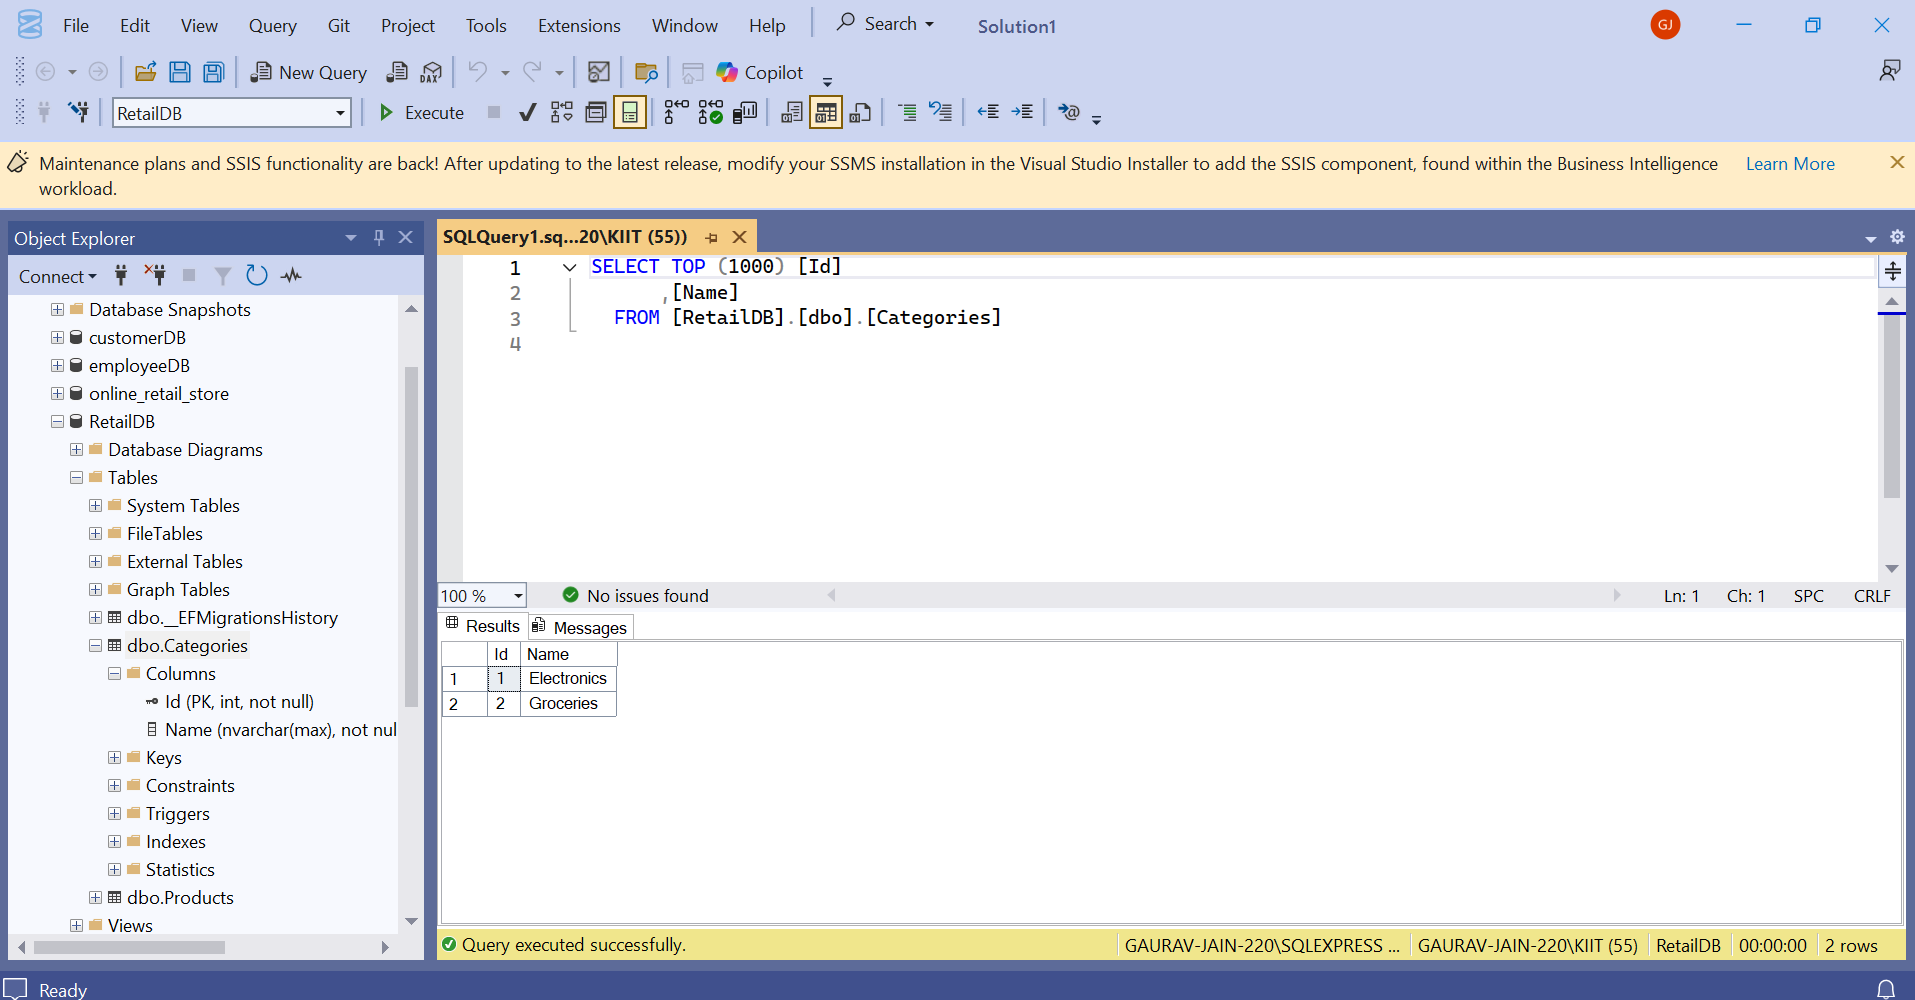 File Edit View Query Git Project Tools Extensions Window Help Search Solution1 GJ
New Query DAX Copilot
RetailDB Execute
Maintenance plans and SSIS functionality are back! After updating to the latest release, modify your SSMS installation in the Visual Studio Installer to add the SSIS component, found within the Business Intelligence Learn More
workload.
Object Explorer
Connect
Database Snapshots
customerDB
employeeDB
online_retail_store
RetailDB
Database Diagrams
Tables
System Tables
FileTables
External Tables
Graph Tables
dbo.__EFMigrationsHistory
dbo.Categories
Columns
Id (PK, int, not null)
Name (nvarchar(max), not nul
Keys
Constraints
Triggers
Indexes
Statistics
dbo.Products
Views
SQLQuery1.sq...20\KIIT (55))
1 SELECT TOP (1000) [Id]
2 ,[Name]
3 FROM [RetailDB].[dbo].[Categories]
4
100 % No issues found Ln: 1 Ch: 1 SPC CRLF
Results Messages
Id Name
1 1 Electronics
2 2 Groceries
Query executed successfully. GAURAV-JAIN-220\SQLEXPRESS ... GAURAV-JAIN-220\KIIT (55) RetailDB 00:00:00 2 rows
Ready